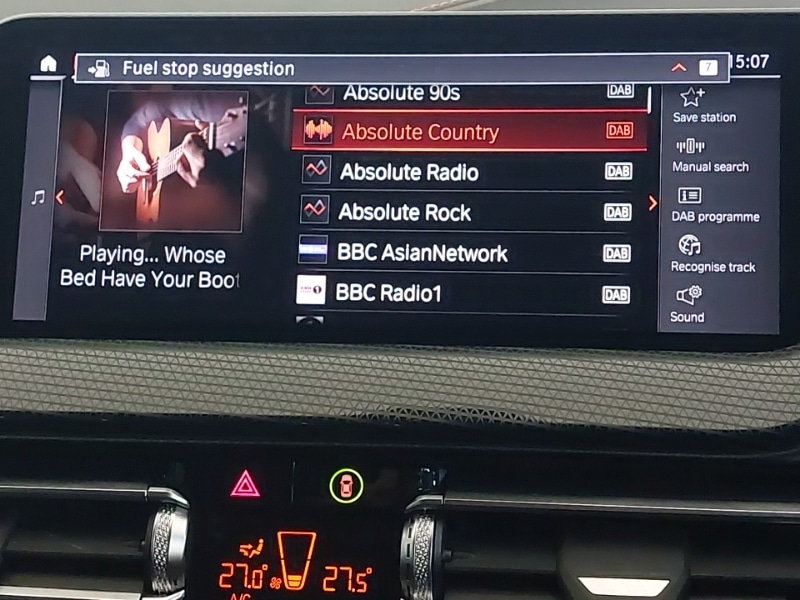 Fuel stop suggestion
7
15:07
Absolute 90s DAB
Absolute Country DAB
Absolute Radio DAB
Absolute Rock DAB
BBC AsianNetwork DAB
BBC Radio1 DAB
Playing... Whose
Bed Have Your Boot
Save station
Manual search
DAB programme
Recognise track
Sound
27.0°
27.5°
A/C